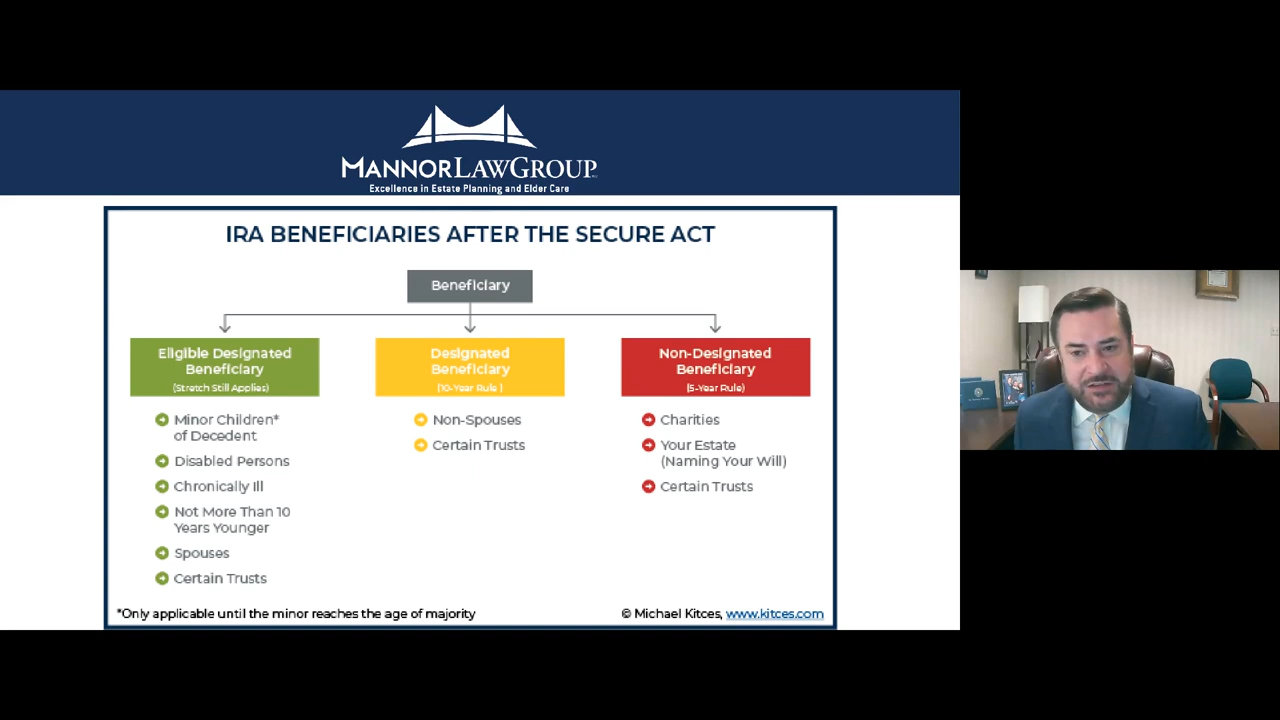 MANNORLAWGROUP
Excellence in Estate Planning and Elder Care
IRA BENEFICIARIES AFTER THE SECURE ACT
Beneficiary
Eligible Designated
Beneficiary
(Stretch Still Applies)
Minor Children*
of Decedent
Disabled Persons
Chronically Ill
Not More Than 10
Years Younger
Spouses
Certain Trusts
Designated
Beneficiary
(10-Year Rule )
Non-Spouses
Certain Trusts
Non-Designated
Beneficiary
(5-Year Rule)
Charities
Your Estate
(Naming Your Will)
Certain Trusts
*Only applicable until the minor reaches the age of majority
© Michael Kitces, www.kitces.com